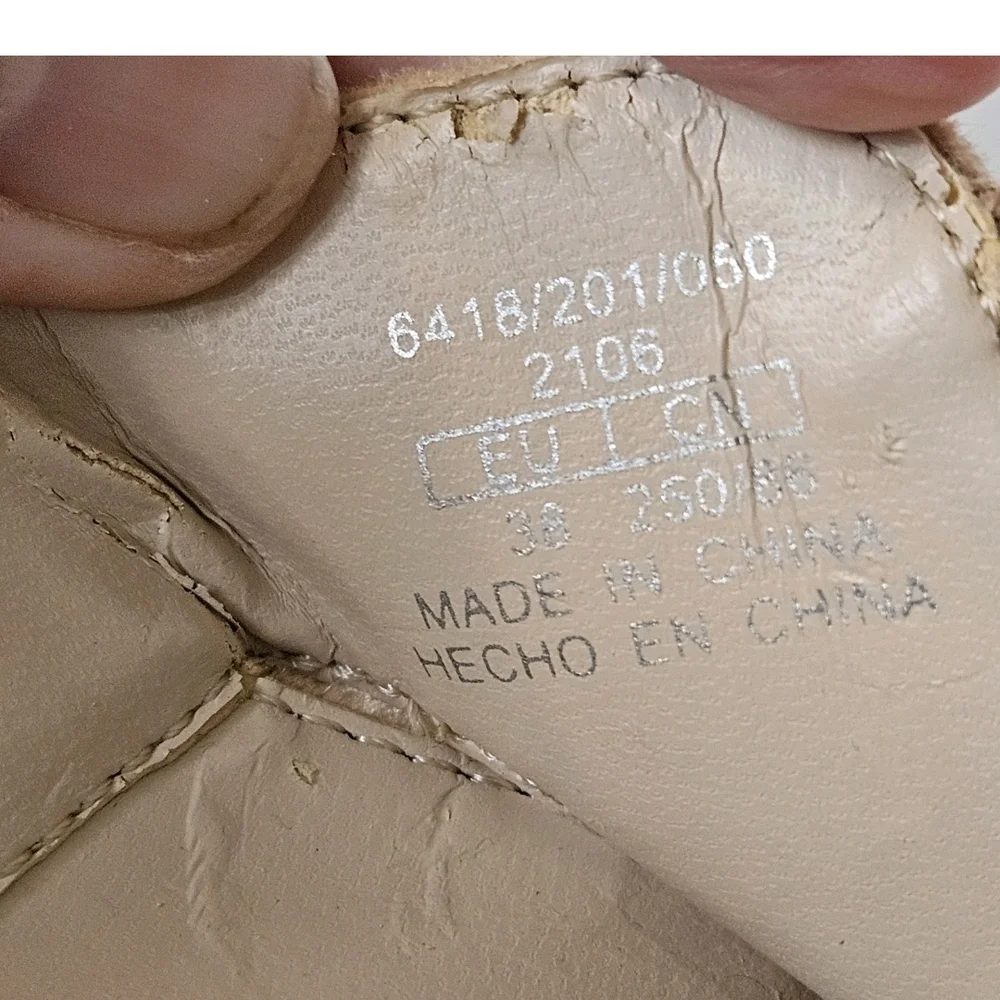 6418/201/050
2106
EU | CN
38 250/86
MADE IN CHINA
HECHO EN CHINA